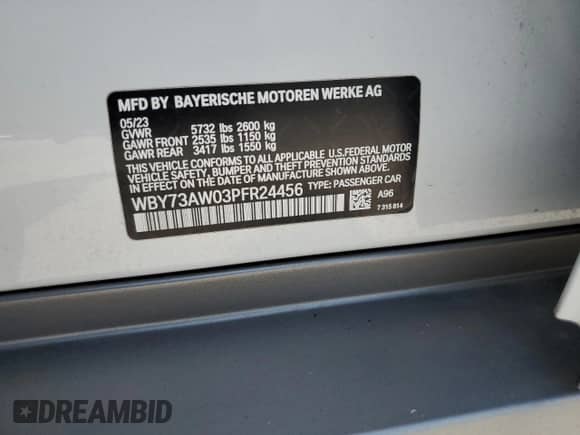 MFD BY BAYERISCHE MOTOREN WERKE AG
05/23
GVWR 5732 lbs 2600 kg
GAWR FRONT 2535 lbs 1150 kg
GAWR REAR 3417 lbs 1550 kg
THIS VEHICLE CONFORMS TO ALL APPLICABLE U.S.FEDERAL MOTOR
VEHICLE SAFETY, BUMPER, AND THEFT PREVENTION STANDARDS
IN EFFECT ON THE DATE OF MANUFACTURE SHOWN ABOVE.
WBY73AW03PFR24456 TYPE: PASSENGER CAR
A96
7 315 814
DREAMBID